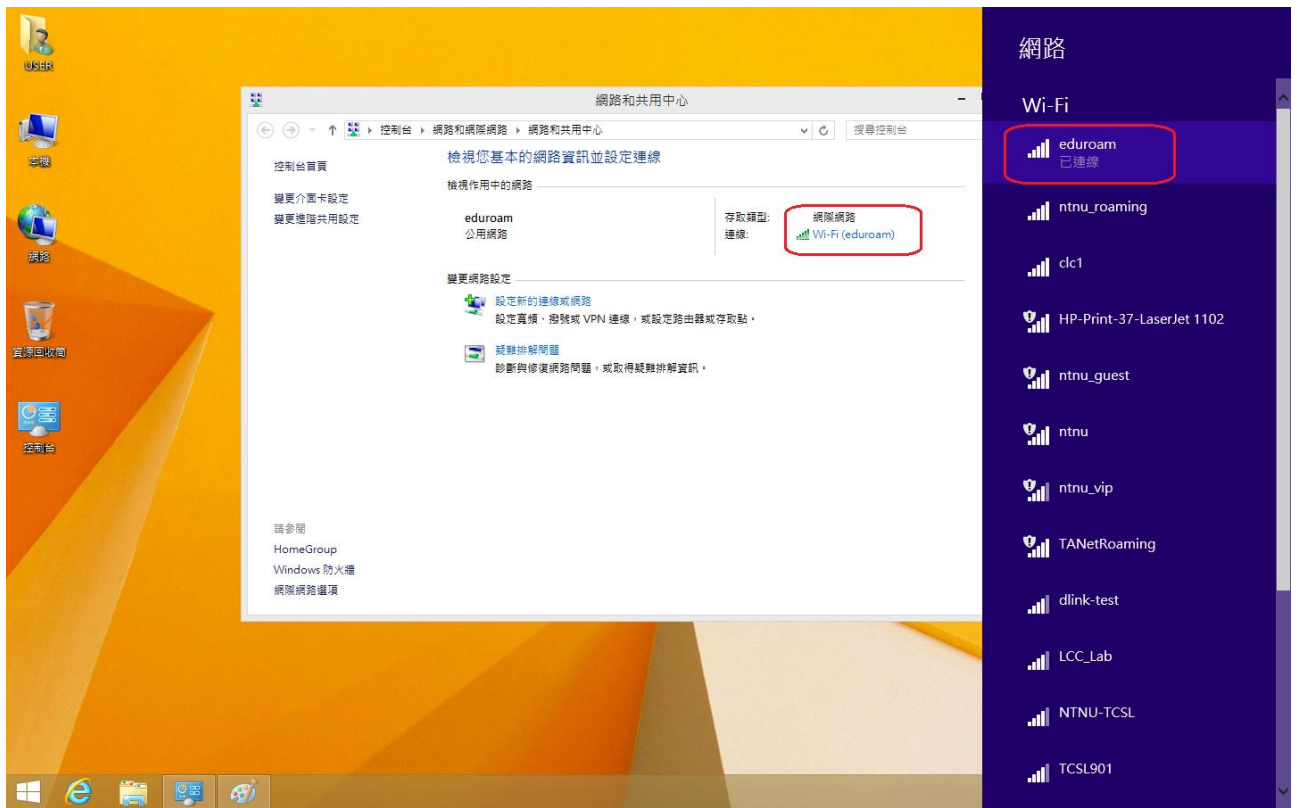 USER
本機
網路
資源回收筒
控制台
網路和共用中心
控制台 網路和網際網路 網路和共用中心
搜尋控制台
控制台首頁
變更介面卡設定
變更進階共用設定
檢視您基本的網路資訊並設定連線
檢視作用中的網路
eduroam
公用網路
存取類型: 網際網路
連線: Wi-Fi (eduroam)
變更網路設定
設定新的連線或網路
設定寬頻、撥號或 VPN 連線，或設定路由器或存取點。
疑難排解問題
診斷與修復網路問題，或取得疑難排解資訊。
請參閱
HomeGroup
Windows 防火牆
網際網路選項
網路
Wi-Fi
eduroam
已連線
ntnu_roaming
clc1
HP-Print-37-LaserJet 1102
ntnu_guest
ntnu
ntnu_vip
TANetRoaming
dlink-test
LCC_Lab
NTNU-TCSL
TCSL901